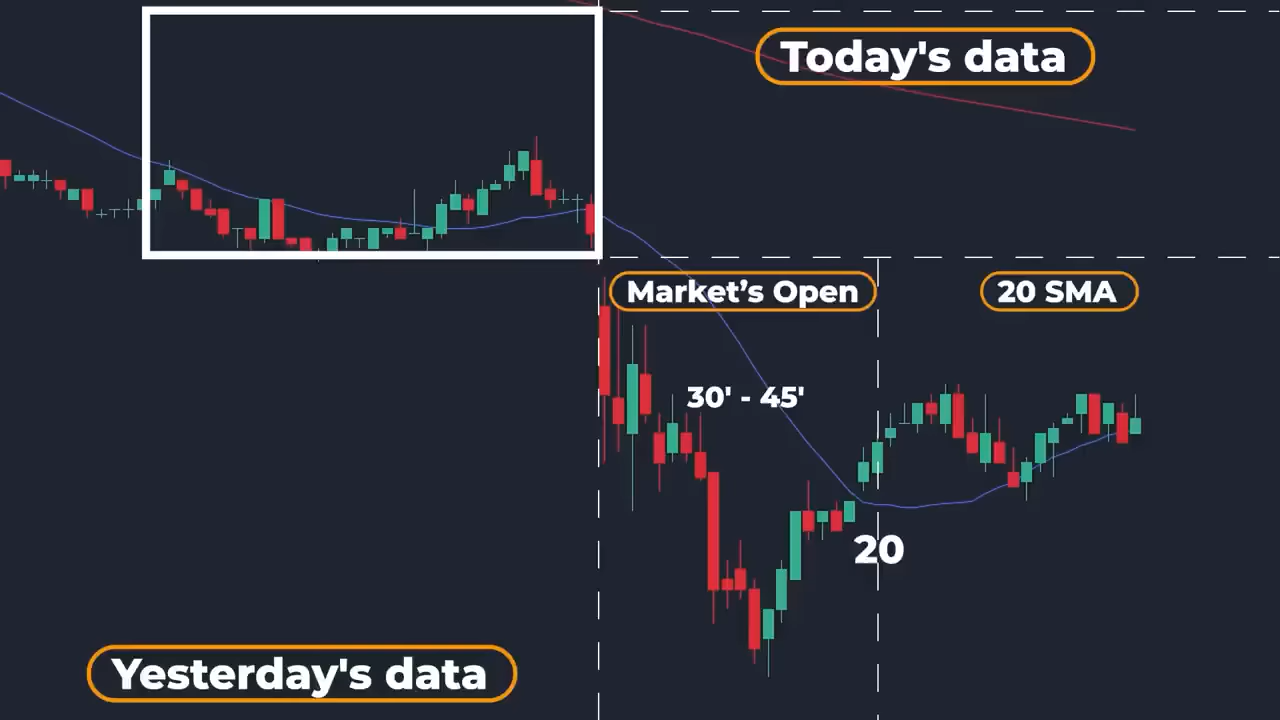 Today's data
Market’s Open
20 SMA
30' - 45'
20
Yesterday's data